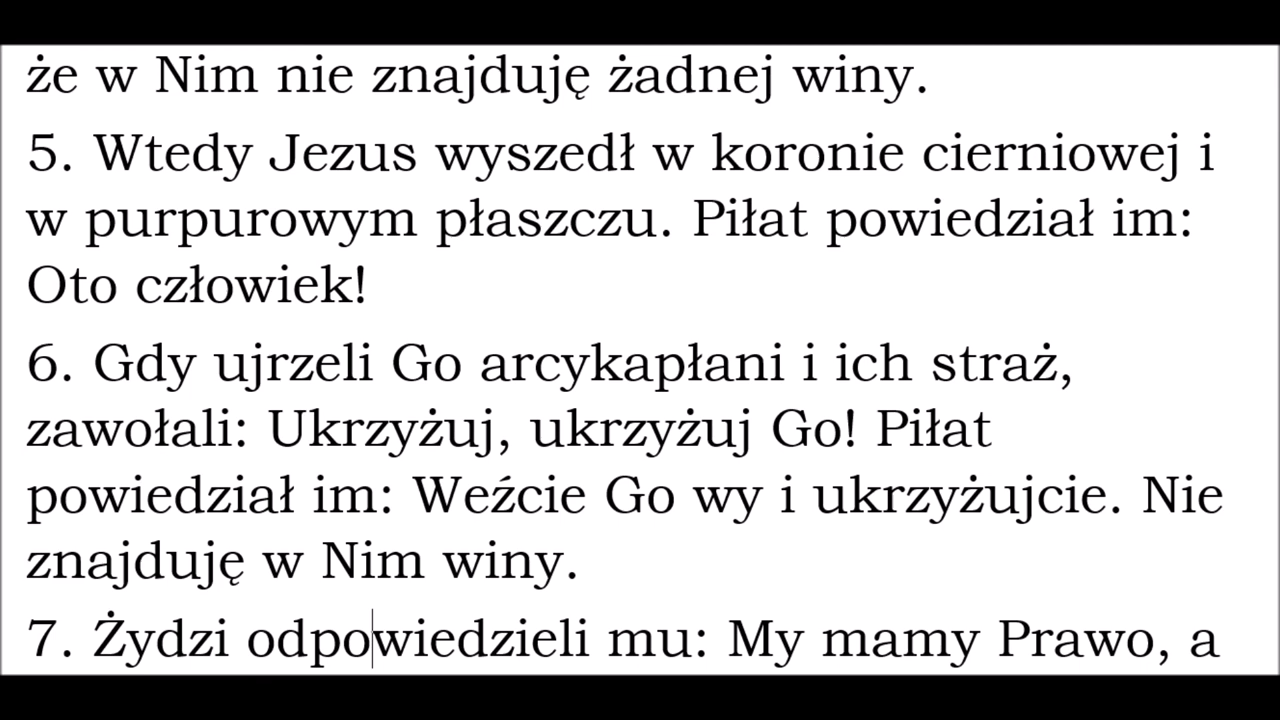 że w Nim nie znajduję żadnej winy.
5. Wtedy Jezus wyszedł w koronie cierniowej i
w purpurowym płaszczu. Piłat powiedział im:
Oto człowiek!
6. Gdy ujrzeli Go arcykapłani i ich straż,
zawołali: Ukrzyżuj, ukrzyżuj Go! Piłat
powiedział im: Weźcie Go wy i ukrzyżujcie. Nie
znajduję w Nim winy.
7. Żydzi odpowiedzieli mu: My mamy Prawo, a